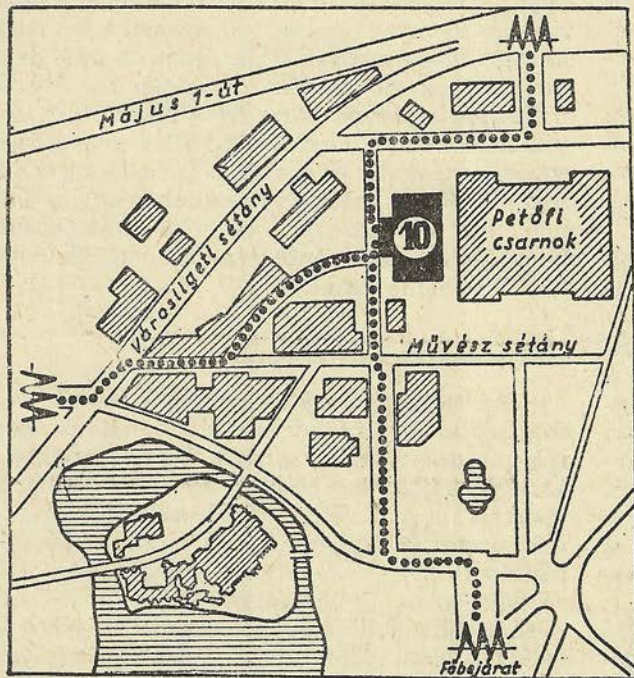 Május 1-út
Városligeti sétány
10
Petőfi
csarnok
Művész sétány
Főbejárat